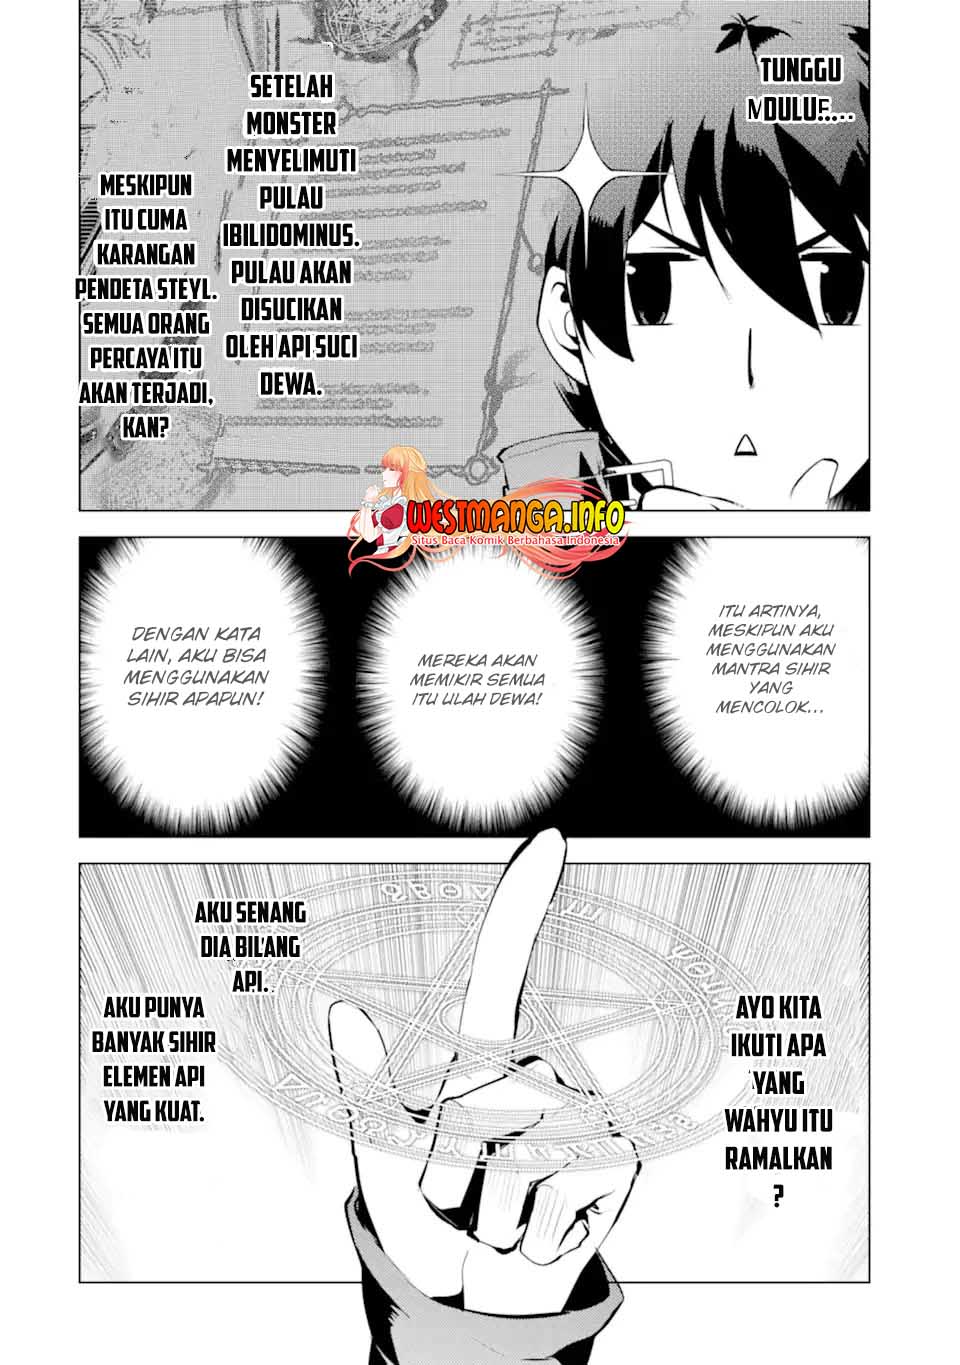 TUNGGU
DULU!....
SETELAH
MONSTER
MENYELIMUTI
PULAU
IBILIDOMINUS.
PULAU AKAN
DISUCIKAN
OLEH API SUCI
DEWA.
MESKIPUN
ITU CUMA
KARANGAN
PENDETA STEYL.
SEMUA ORANG
PERCAYA ITU
AKAN TERJADI,
KAN?
WESTMANGA.INFO
Situs Baca Komik Berbahasa Indonesia
ITU ARTINYA,
MESKIPUN AKU
MENGGUNAKAN
MANTRA SIHIR
YANG
MENCOLOK...
MEREKA AKAN
MEMIKIR SEMUA
ITU ULAH DEWA!
DENGAN KATA
LAIN, AKU BISA
MENGGUNAKAN
SIHIR APAPUN!
AYO KITA
IKUTI APA
YANG
WAHYU ITU
RAMALKAN
?
AKU SENANG
DIA BILANG
API.
AKU PUNYA
BANYAK SIHIR
ELEMEN API
YANG KUAT.